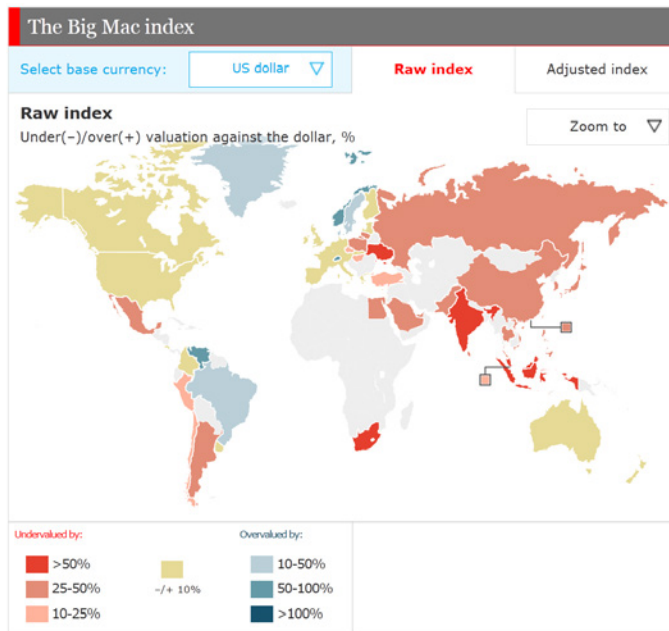 The Big Mac index
Select base currency: US dollar Raw index Adjusted index
Raw index
Under(–)/over(+) valuation against the dollar, %
Zoom to
Undervalued by: Overvalued by:
>50% 10-50%
25-50% –/+ 10% 50-100%
10-25% >100%